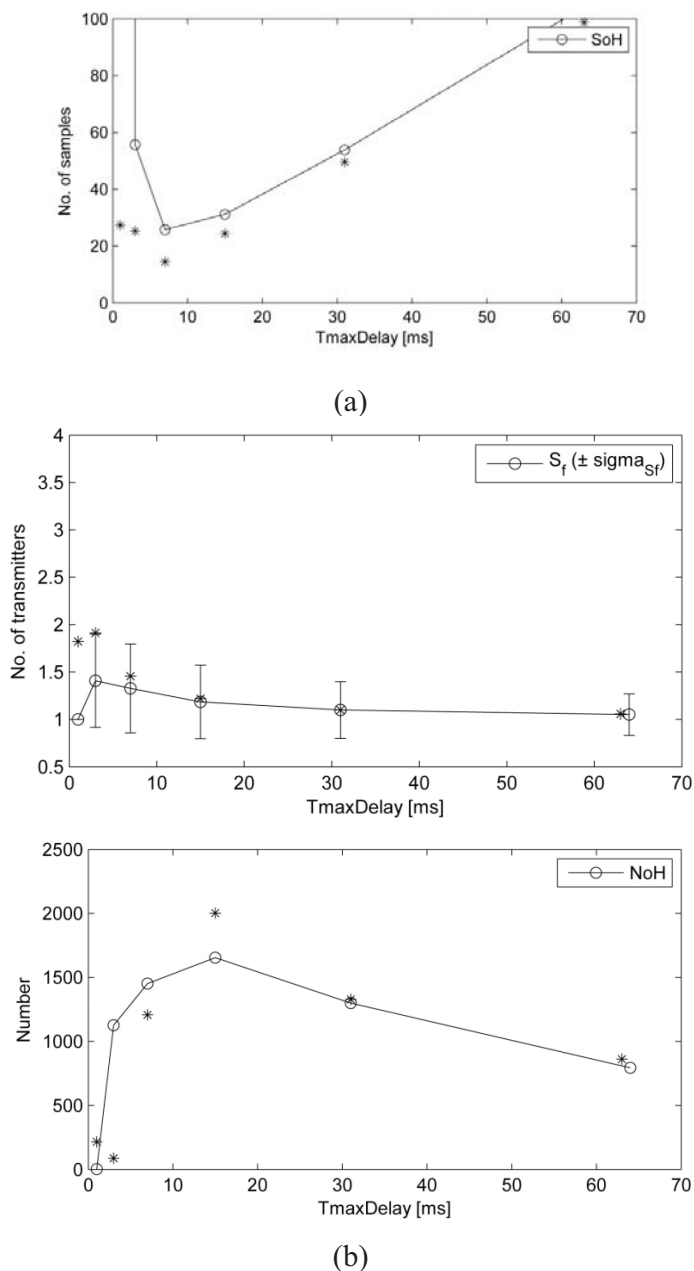 100
80
60
40
20
0
No. of samples
SoH
0 10 20 30 40 50 60 70
TmaxDelay [ms]
(a)
4
3.5
3
2.5
2
1.5
1
0.5
No. of transmitters
S_f (± sigma_Sf)
0 10 20 30 40 50 60 70
TmaxDelay [ms]
2500
2000
1500
1000
500
0
Number
NoH
0 10 20 30 40 50 60 70
TmaxDelay [ms]
(b)